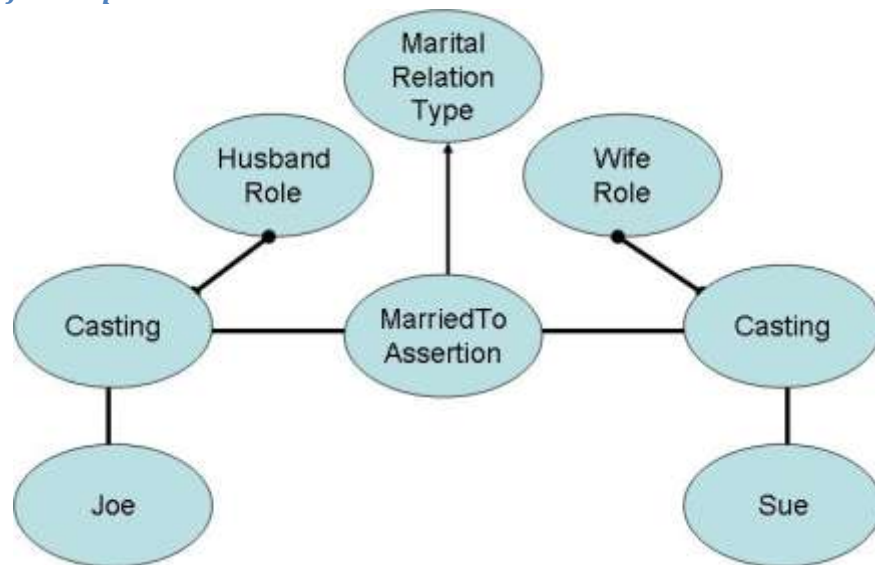 Marital
Relation
Type
Husband
Role
Wife
Role
Casting
MarriedTo
Assertion
Casting
Joe
Sue